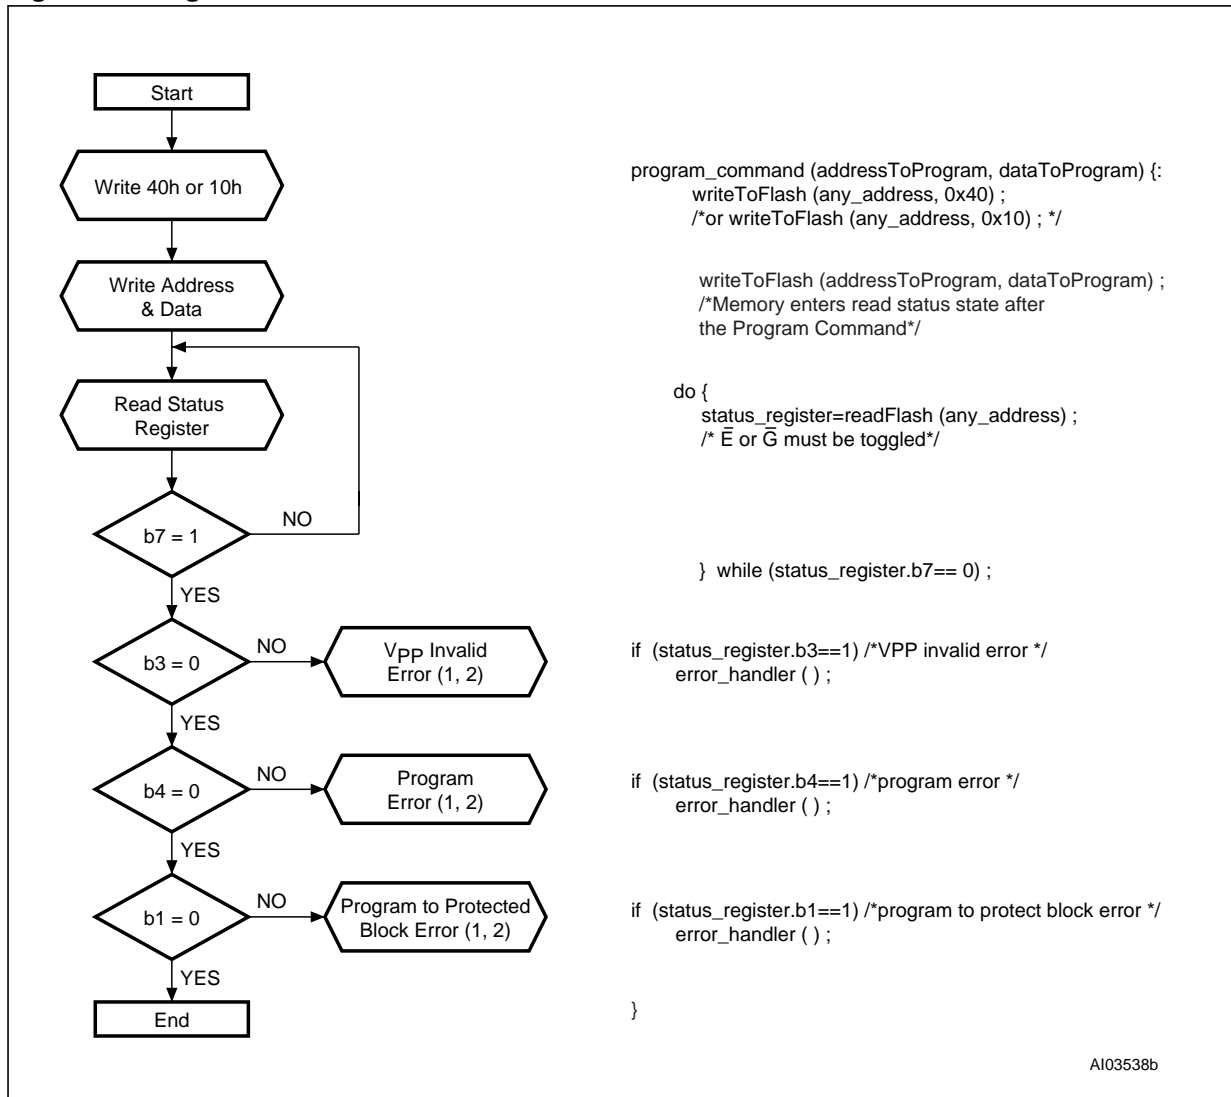 Start
Write 40h or 10h
Write Address
& Data
Read Status
Register
b7 = 1
NO
YES
b3 = 0
NO
VPP Invalid
Error (1, 2)
YES
b4 = 0
NO
Program
Error (1, 2)
YES
b1 = 0
NO
Program to Protected
Block Error (1, 2)
YES
End
program_command (addressToProgram, dataToProgram) {:
writeToFlash (any_address, 0x40) ;
/*or writeToFlash (any_address, 0x10) ; */
writeToFlash (addressToProgram, dataToProgram) ;
/*Memory enters read status state after
the Program Command*/
do {
status_register=readFlash (any_address) ;
/* E̅ or G̅ must be toggled*/
} while (status_register.b7== 0) ;
if (status_register.b3==1) /*VPP invalid error */
error_handler ( ) ;
if (status_register.b4==1) /*program error */
error_handler ( ) ;
if (status_register.b1==1) /*program to protect block error */
error_handler ( ) ;
}
AI03538b